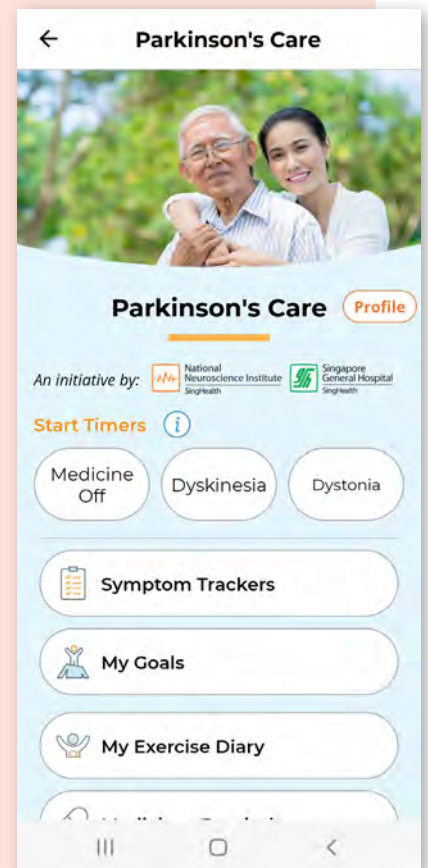 Parkinson's Care
Parkinson's Care
Profile
An initiative by:
National
Neuroscience Institute
SingHealth
Singapore
General Hospital
SingHealth
Start Timers
i
Medicine
Off
Dyskinesia
Dystonia
Symptom Trackers
My Goals
My Exercise Diary